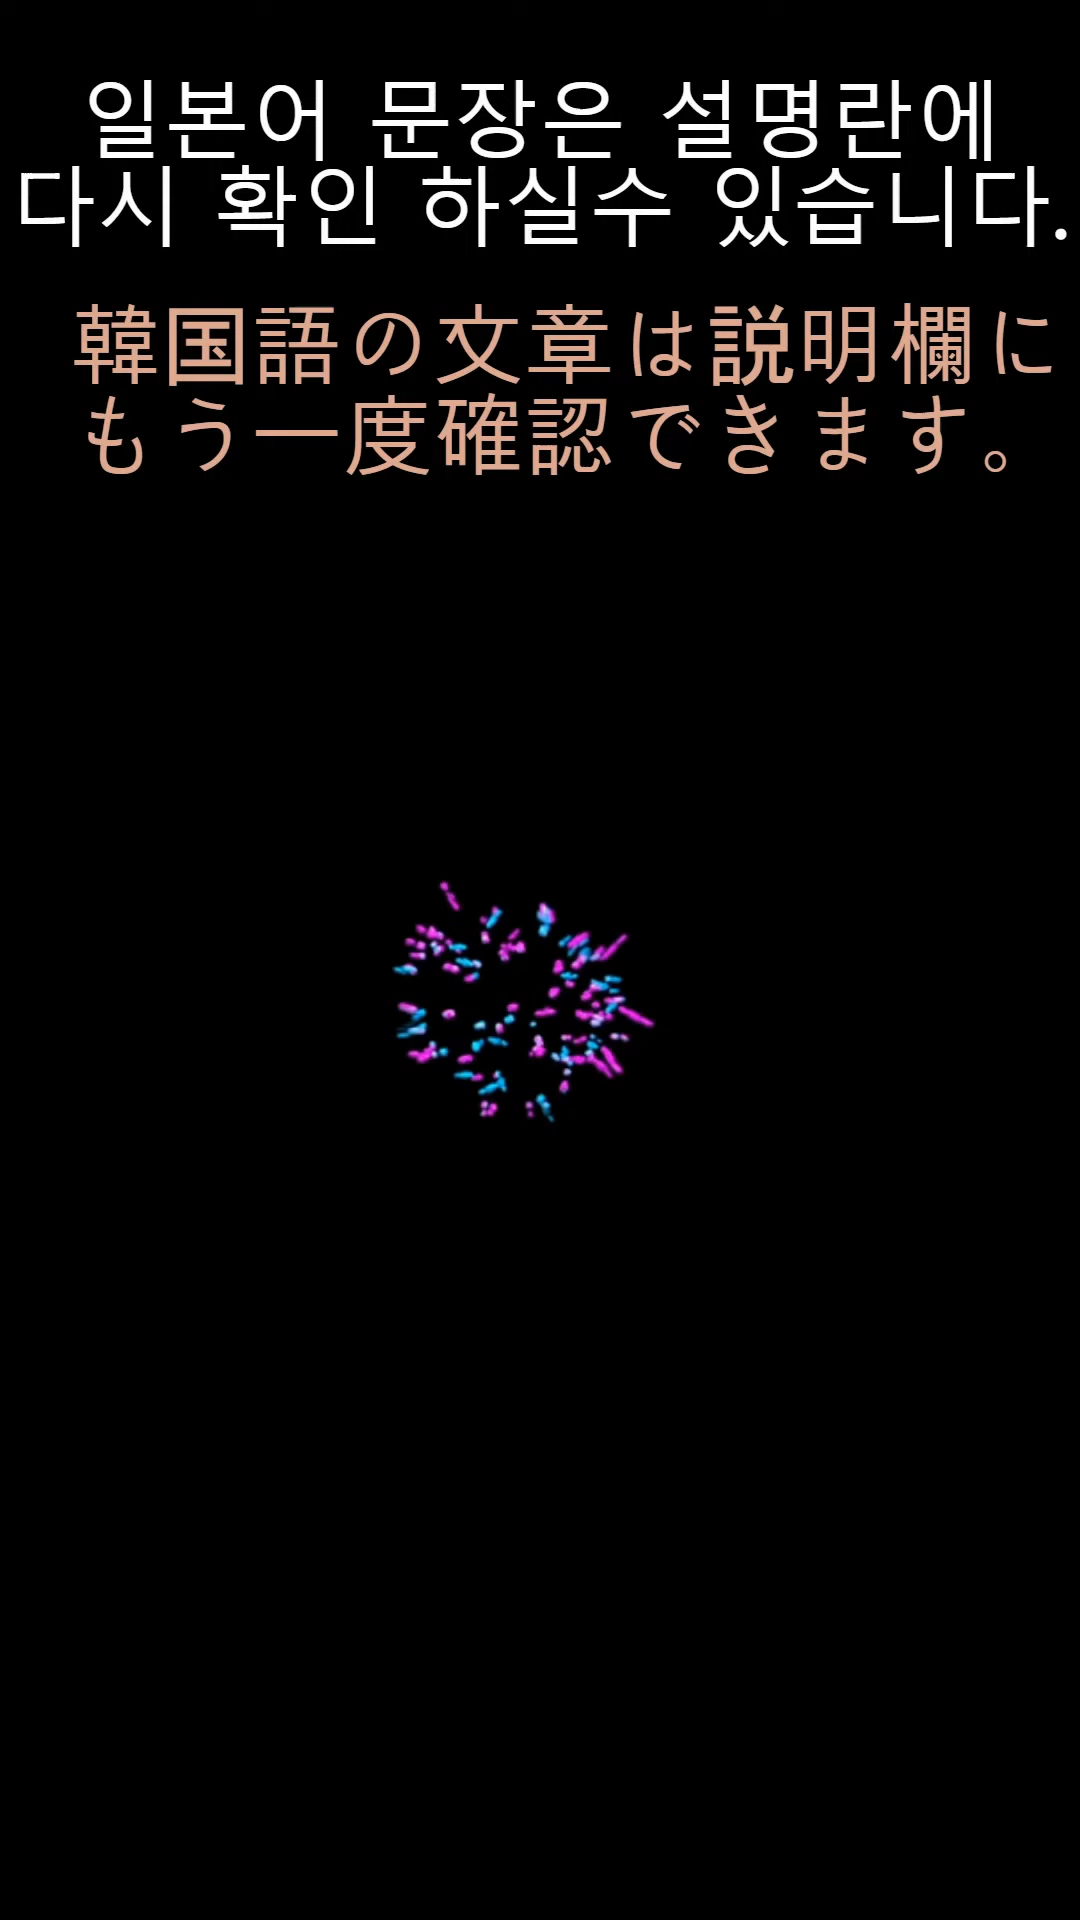 일본어 문장은 설명란에
다시 확인 하실수 있습니다.
韓国語の文章は説明欄に
もう一度確認できます。